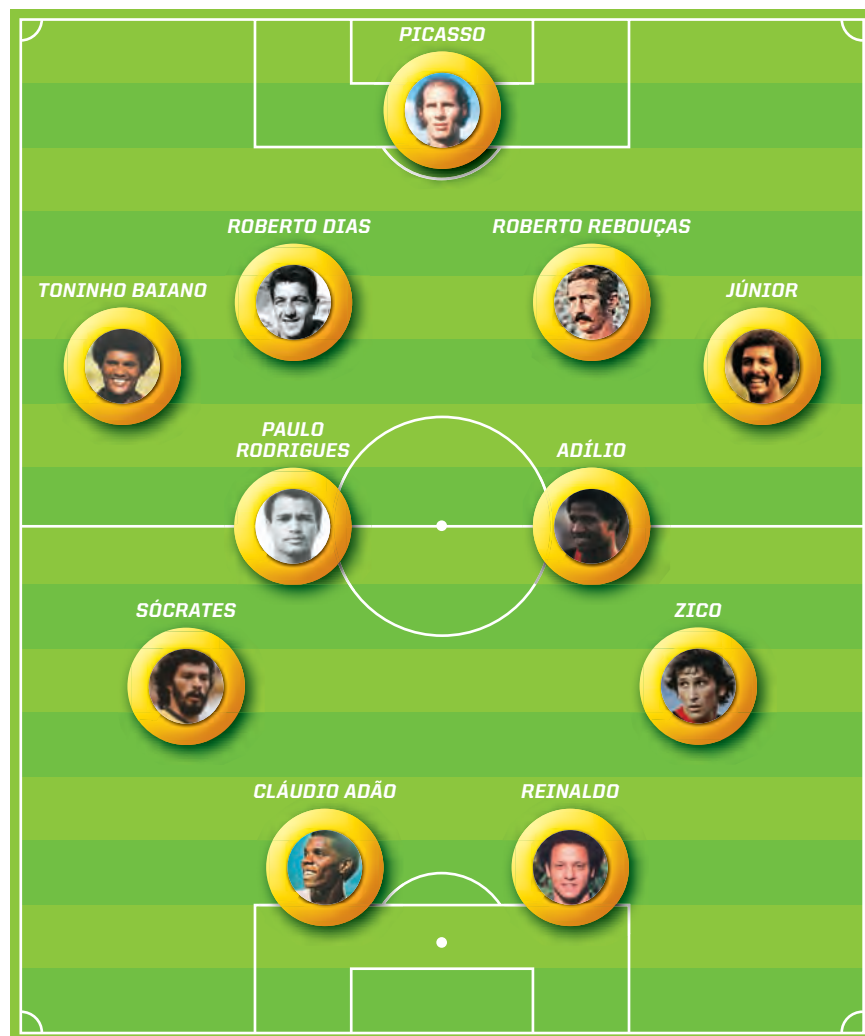 PICASSO
ROBERTO DIAS
ROBERTO REBOUÇAS
TONINHO BAIANO
JÚNIOR
PAULO
RODRIGUES
ADÍLIO
SÓCRATES
ZICO
CLÁUDIO ADÃO
REINALDO